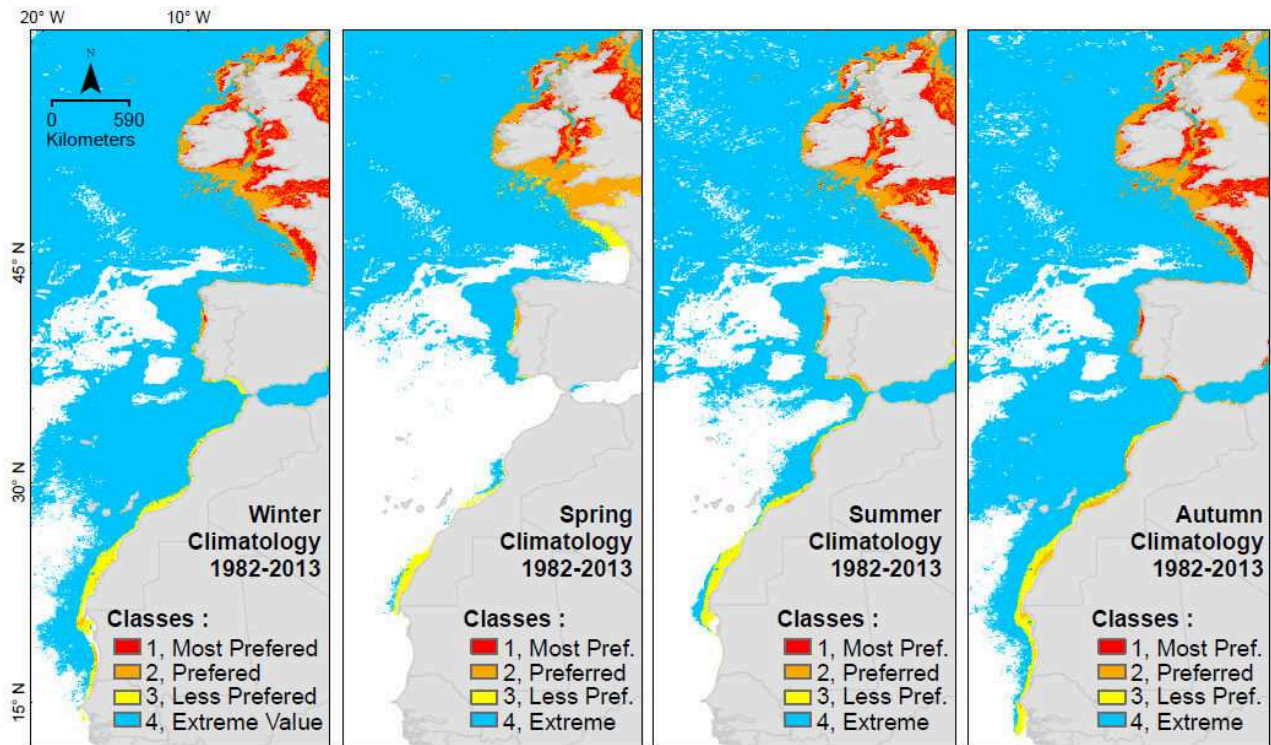 20° W
10° W
N
0 590
Kilometers
45° N
30° N
15° N
Winter
Climatology
1982-2013
Classes :
1, Most Prefered
2, Prefered
3, Less Prefered
4, Extreme Value
Spring
Climatology
1982-2013
Classes :
1, Most Pref.
2, Preferred
3, Less Pref.
4, Extreme
Summer
Climatology
1982-2013
Classes :
1, Most Pref.
2, Preferred
3, Less Pref.
4, Extreme
Autumn
Climatology
1982-2013
Classes :
1, Most Pref.
2, Preferred
3, Less Pref.
4, Extreme